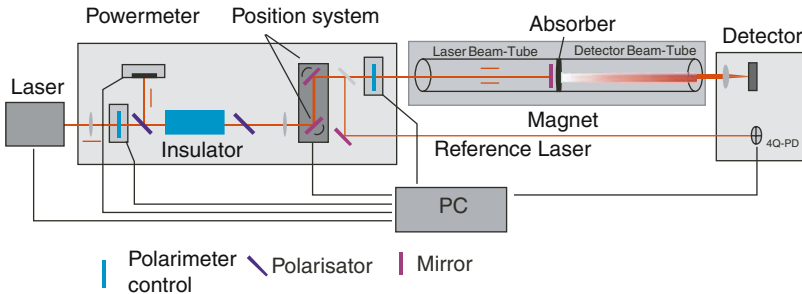 Powermeter
Position system
Absorber
Laser Beam-Tube
Detector Beam-Tube
Detector
Laser
Insulator
Magnet
Reference Laser
4Q-PD
PC
Polarimeter
control
Polarisator
Mirror